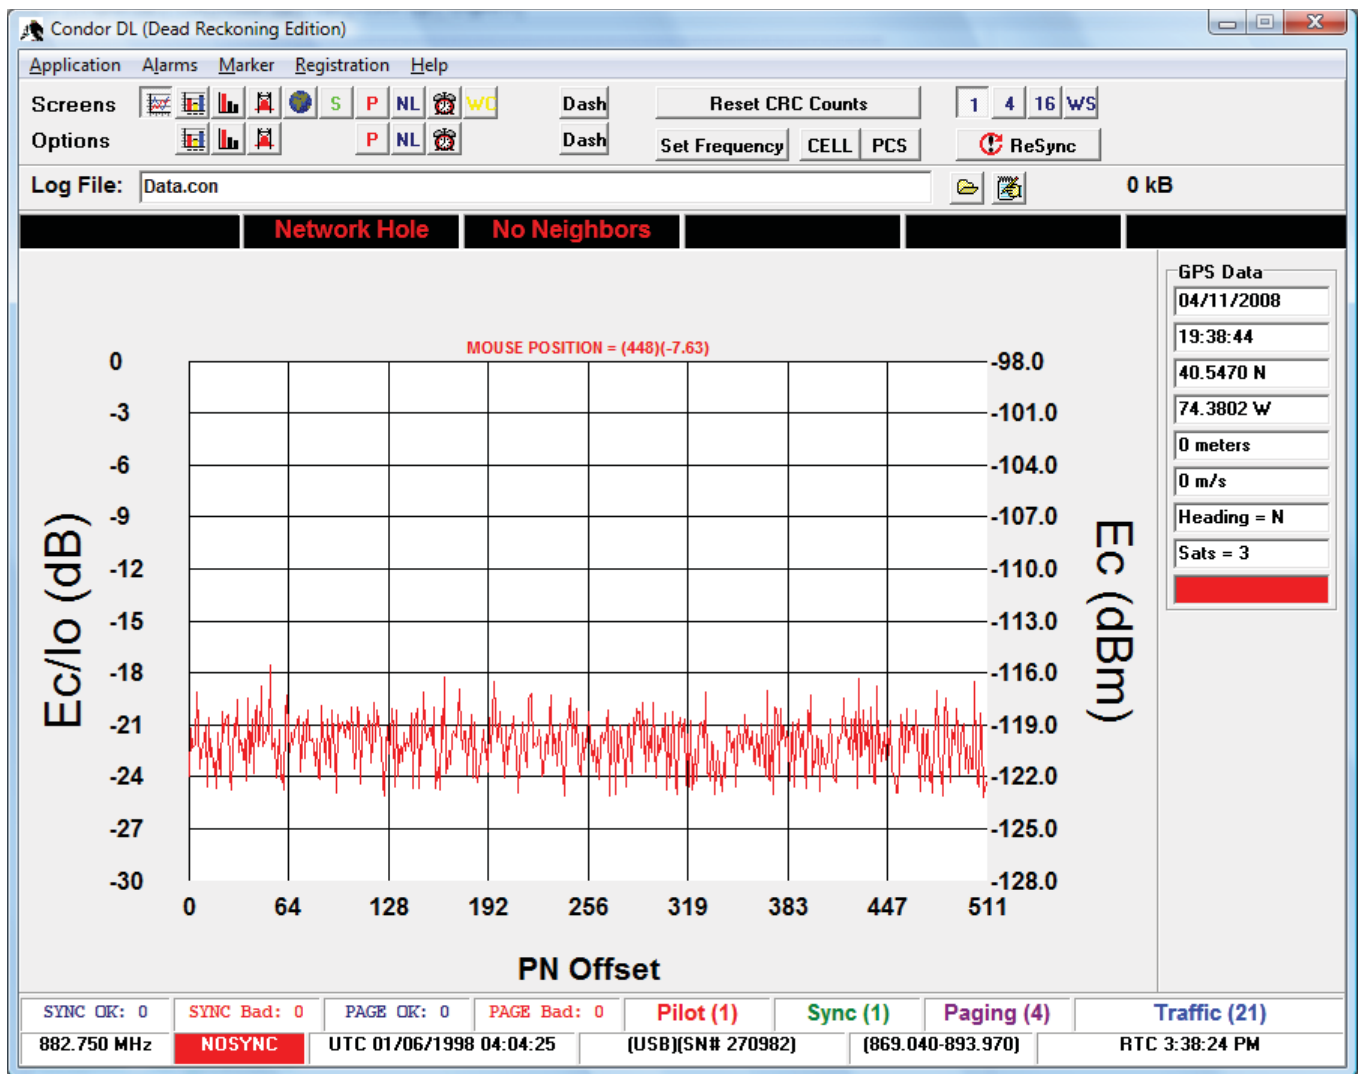 Condor DL (Dead Reckoning Edition)
Application Alarms Marker Registration Help
Screens S P NL WC Dash Reset CRC Counts 1 4 16 WS
Options P NL Dash Set Frequency CELL PCS ReSync
Log File: Data.con 0 kB
Network Hole No Neighbors
GPS Data
04/11/2008
19:38:44
40.5470 N
74.3802 W
0 meters
0 m/s
Heading = N
Sats = 3
MOUSE POSITION = (448)(-7.63)
0 -98.0
-3 -101.0
-6 -104.0
-9 -107.0
-12 -110.0
-15 -113.0
-18 -116.0
-21 -119.0
-24 -122.0
-27 -125.0
-30 -128.0
Ec/Io (dB)
Ec (dBm)
0 64 128 192 256 319 383 447 511
PN Offset
SYNC OK: 0 SYNC Bad: 0 PAGE OK: 0 PAGE Bad: 0 Pilot (1) Sync (1) Paging (4) Traffic (21)
882.750 MHz NOSYNC UTC 01/06/1998 04:04:25 (USB)(SN# 270982) (869.040-893.970) RTC 3:38:24 PM